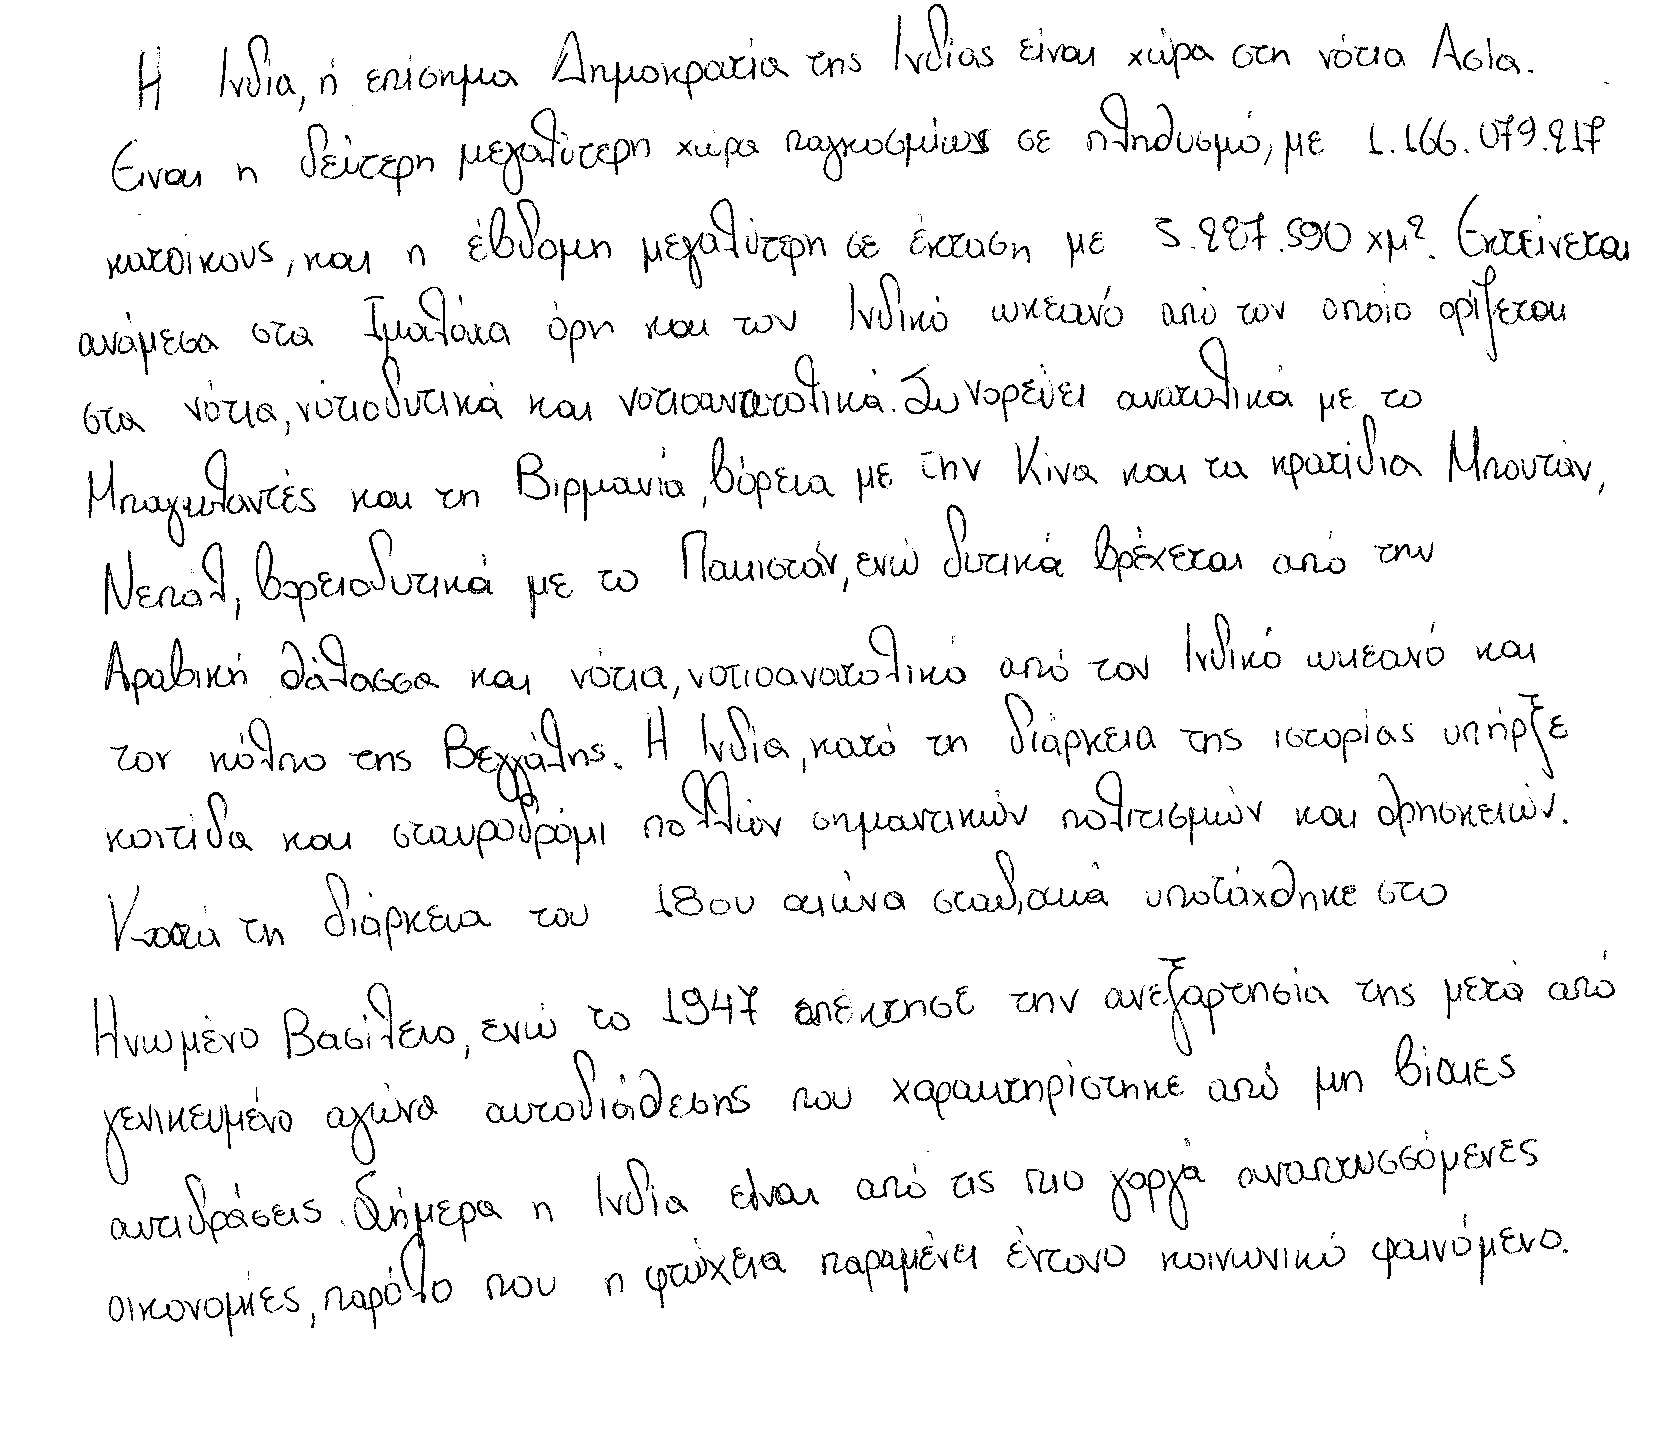 Η Ινδία, ή επίσημα Δημοκρατία της Ινδίας είναι χώρα στη νότια Ασία.
Είναι η δεύτερη μεγαλύτερη χώρα παγκοσμίως σε πληθυσμό, με 1.166.079.217
κατοίκους, και η έβδομη μεγαλύτερη σε έκταση με 3.287.590 χμ². Εκτείνεται
ανάμεσα στα Ιμαλάια όρη και τον Ινδικό ωκεανό από τον οποίο ορίζεται
στα νότια, νότιοδυτικά και νοτιοανατολικά. Συνορεύει ανατολικά με το
Μπαγκλαντές και τη Βιρμανία, βόρεια με την Κίνα και τα κρατίδια Μπουτάν,
Νεπάλ, βορειοδυτικά με το Πακιστάν, ενώ δυτικά βρέχεται από την
Αραβική θάλασσα και νότια, νοτιοανατολικά από τον Ινδικό ωκεανό και
τον κόλπο της Βεγγάλης. Η Ινδία, κατά τη διάρκεια της ιστορίας υπήρξε
κοιτίδα και σταυροδρόμι πολλών σημαντικών πολιτισμών και θρησκειών.
Κατά τη διάρκεια του 18ου αιώνα σταδιακά υποτάχθηκε στο
Ηνωμένο Βασίλειο, ενώ το 1947 απέκτησε την ανεξαρτησία της μετά από
γενικευμένο αγώνα αυτοδιάθεσης που χαρακτηρίστηκε από μη βίαιες
αντιδράσεις. Σήμερα η Ινδία είναι από τις πιο γοργά αναπτυσσόμενες
οικονομίες, παρόλο που η φτώχεια παραμένει έντονο κοινωνικό φαινόμενο.